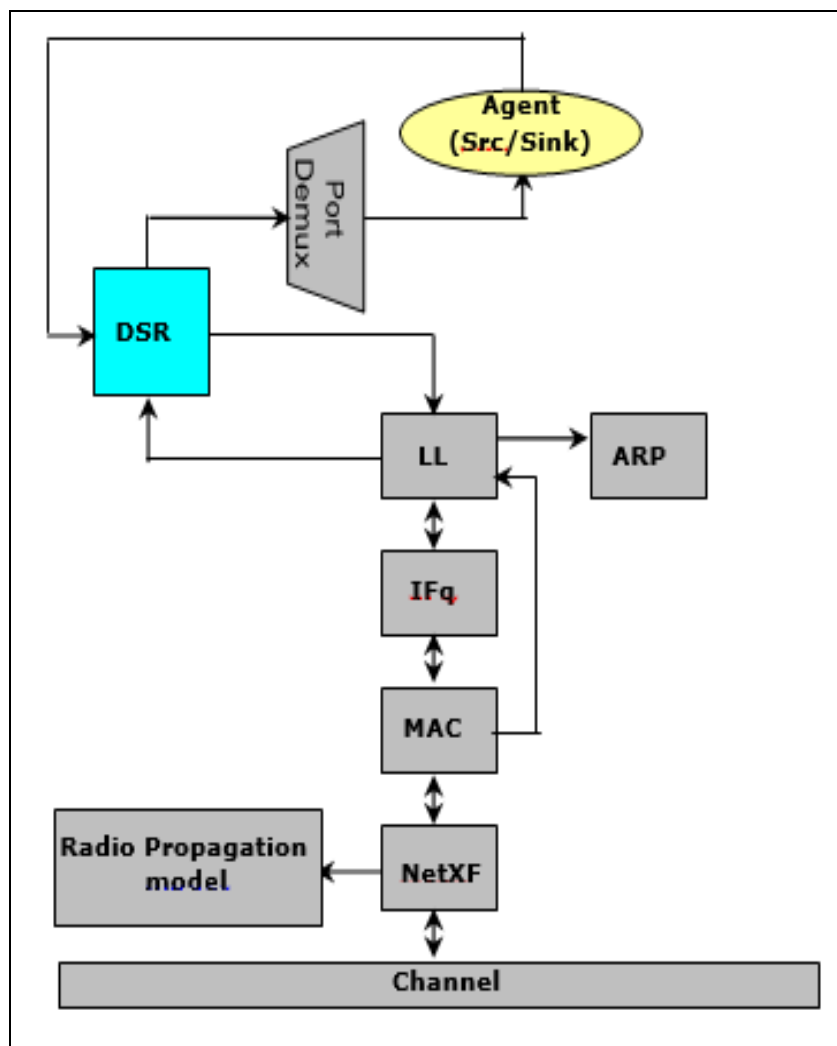 Agent
(Src/Sink)
Port
Demux
DSR
LL
ARP
IFq
MAC
Radio Propagation
model
NetXF
Channel